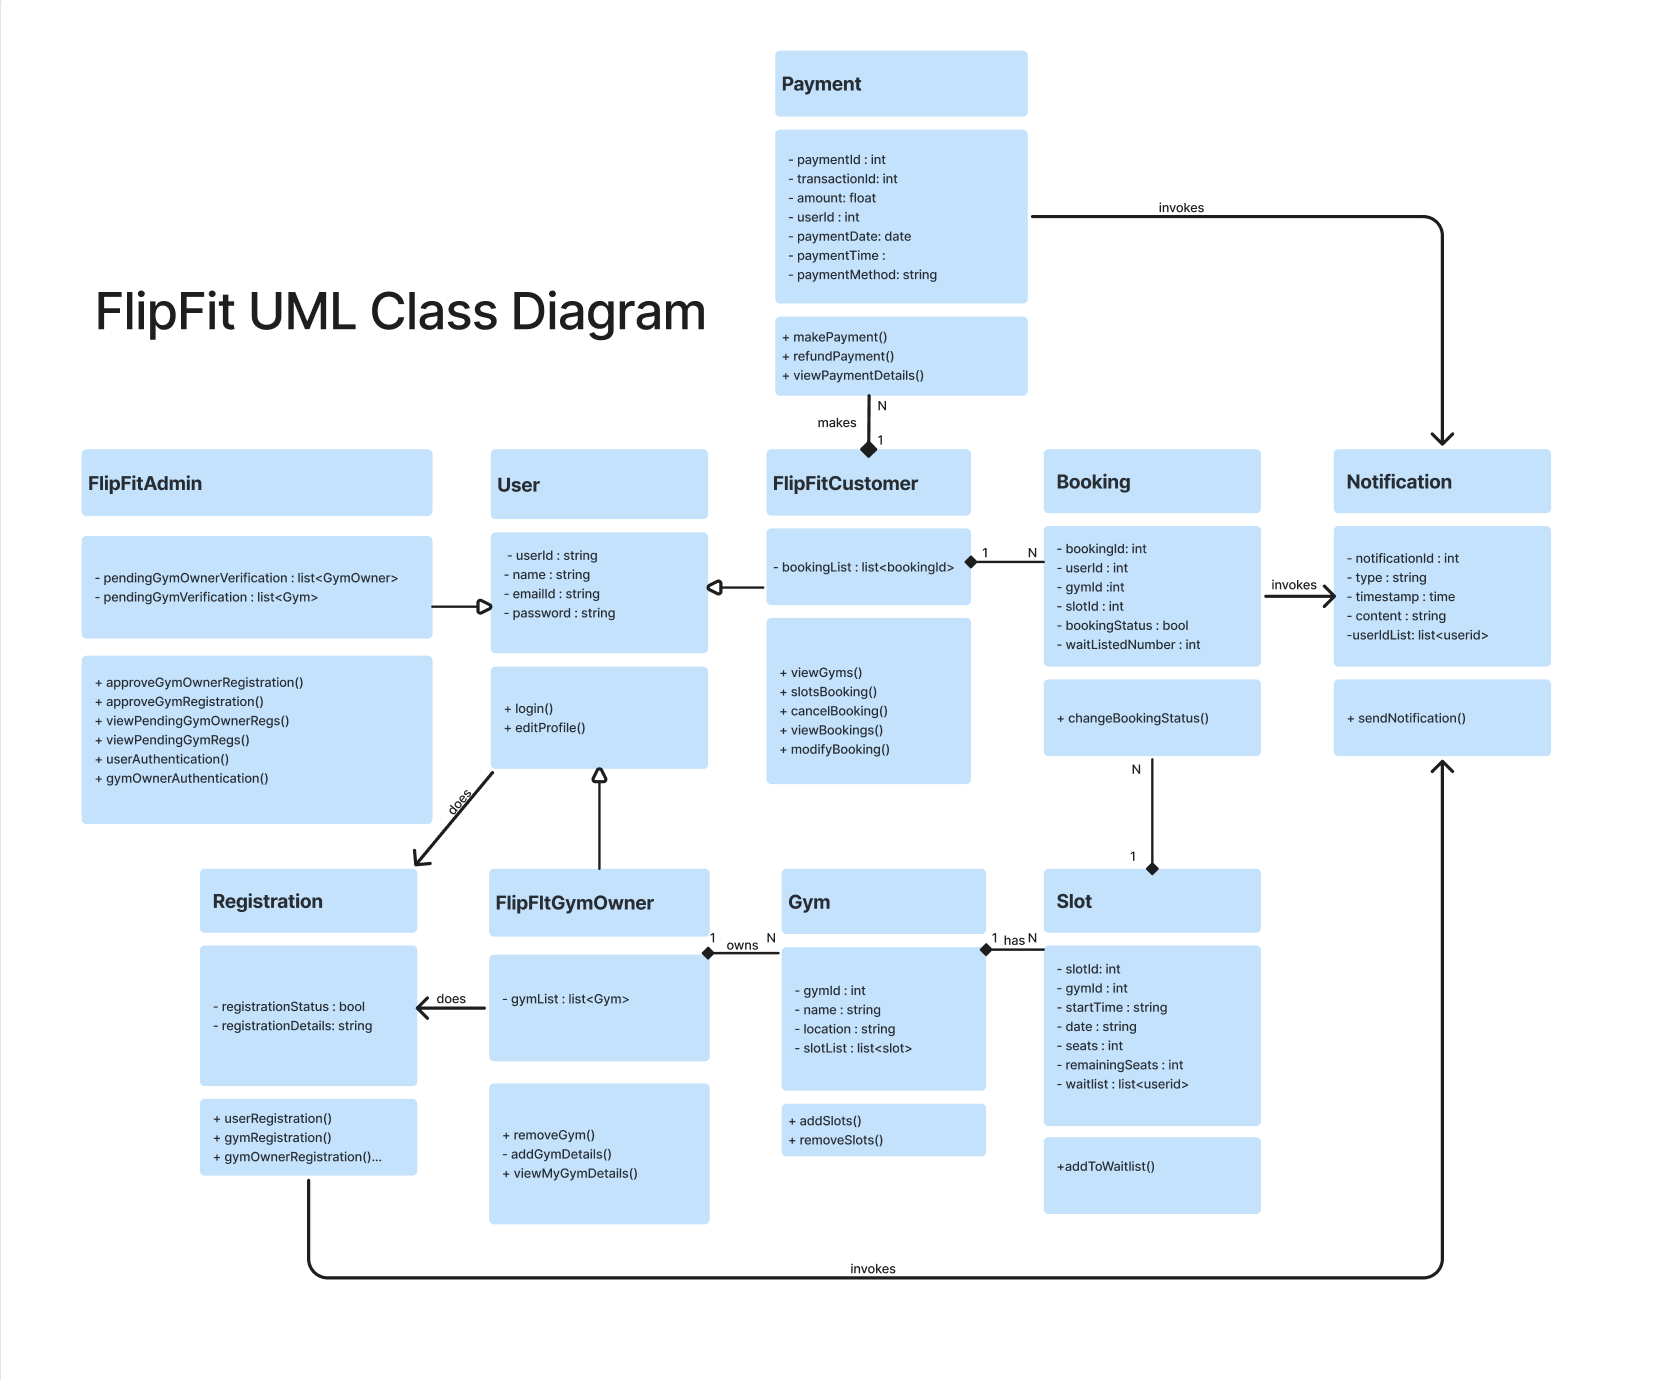 Payment
- paymentId : int
- transactionId: int
- amount: float
- userId : int
- paymentDate: date
- paymentTime :
- paymentMethod: string
+ makePayment()
+ refundPayment()
+ viewPaymentDetails()
invokes
FlipFit UML Class Diagram
N
makes
1
FlipFitAdmin
- pendingGymOwnerVerification : list<GymOwner>
- pendingGymVerification : list<Gym>
+ approveGymOwnerRegistration()
+ approveGymRegistration()
+ viewPendingGymOwnerRegs()
+ viewPendingGymRegs()
+ userAuthentication()
+ gymOwnerAuthentication()
User
- userId : string
- name : string
- emailId : string
- password : string
+ login()
+ editProfile()
FlipFitCustomer
- bookingList : list<bookingId>
+ viewGyms()
+ slotsBooking()
+ cancelBooking()
+ viewBookings()
+ modifyBooking()
1
N
Booking
- bookingId: int
- userId : int
- gymId :int
- slotId : int
- bookingStatus : bool
- waitListedNumber : int
+ changeBookingStatus()
invokes
Notification
- notificationId : int
- type : string
- timestamp : time
- content : string
-userIdList: list<userid>
+ sendNotification()
does
N
1
Registration
- registrationStatus : bool
- registrationDetails: string
+ userRegistration()
+ gymRegistration()
+ gymOwnerRegistration()...
does
FlipFItGymOwner
- gymList : list<Gym>
+ removeGym()
- addGymDetails()
+ viewMyGymDetails()
1 owns N
Gym
- gymId : int
- name : string
- location : string
- slotList : list<slot>
+ addSlots()
+ removeSlots()
1 has N
Slot
- slotId: int
- gymId : int
- startTime : string
- date : string
- seats : int
- remainingSeats : int
- waitlist : list<userid>
+addToWaitlist()
invokes